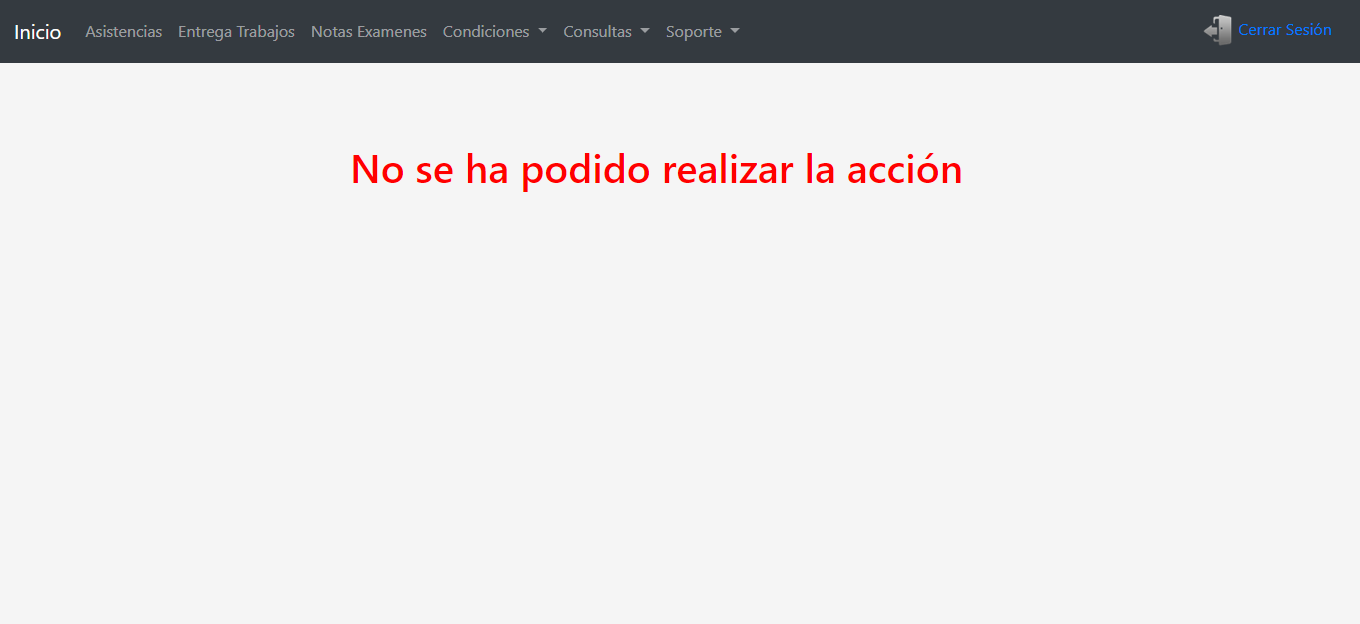 Inicio Asistencias Entrega Trabajos Notas Examenes Condiciones Consultas Soporte Cerrar Sesión
No se ha podido realizar la acción